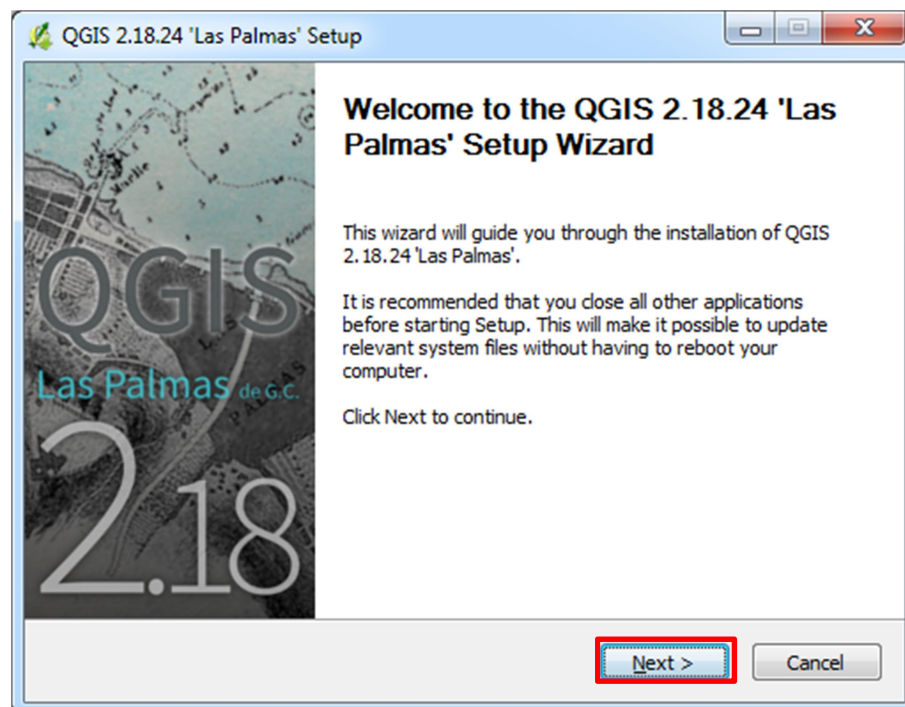 QGIS 2.18.24 'Las Palmas' Setup
Welcome to the QGIS 2.18.24 'Las
Palmas' Setup Wizard
This wizard will guide you through the installation of QGIS
2.18.24 'Las Palmas'.
It is recommended that you close all other applications
before starting Setup. This will make it possible to update
relevant system files without having to reboot your
computer.
Click Next to continue.
QGIS
Las Palmas de G.C.
2.18
Next >
Cancel